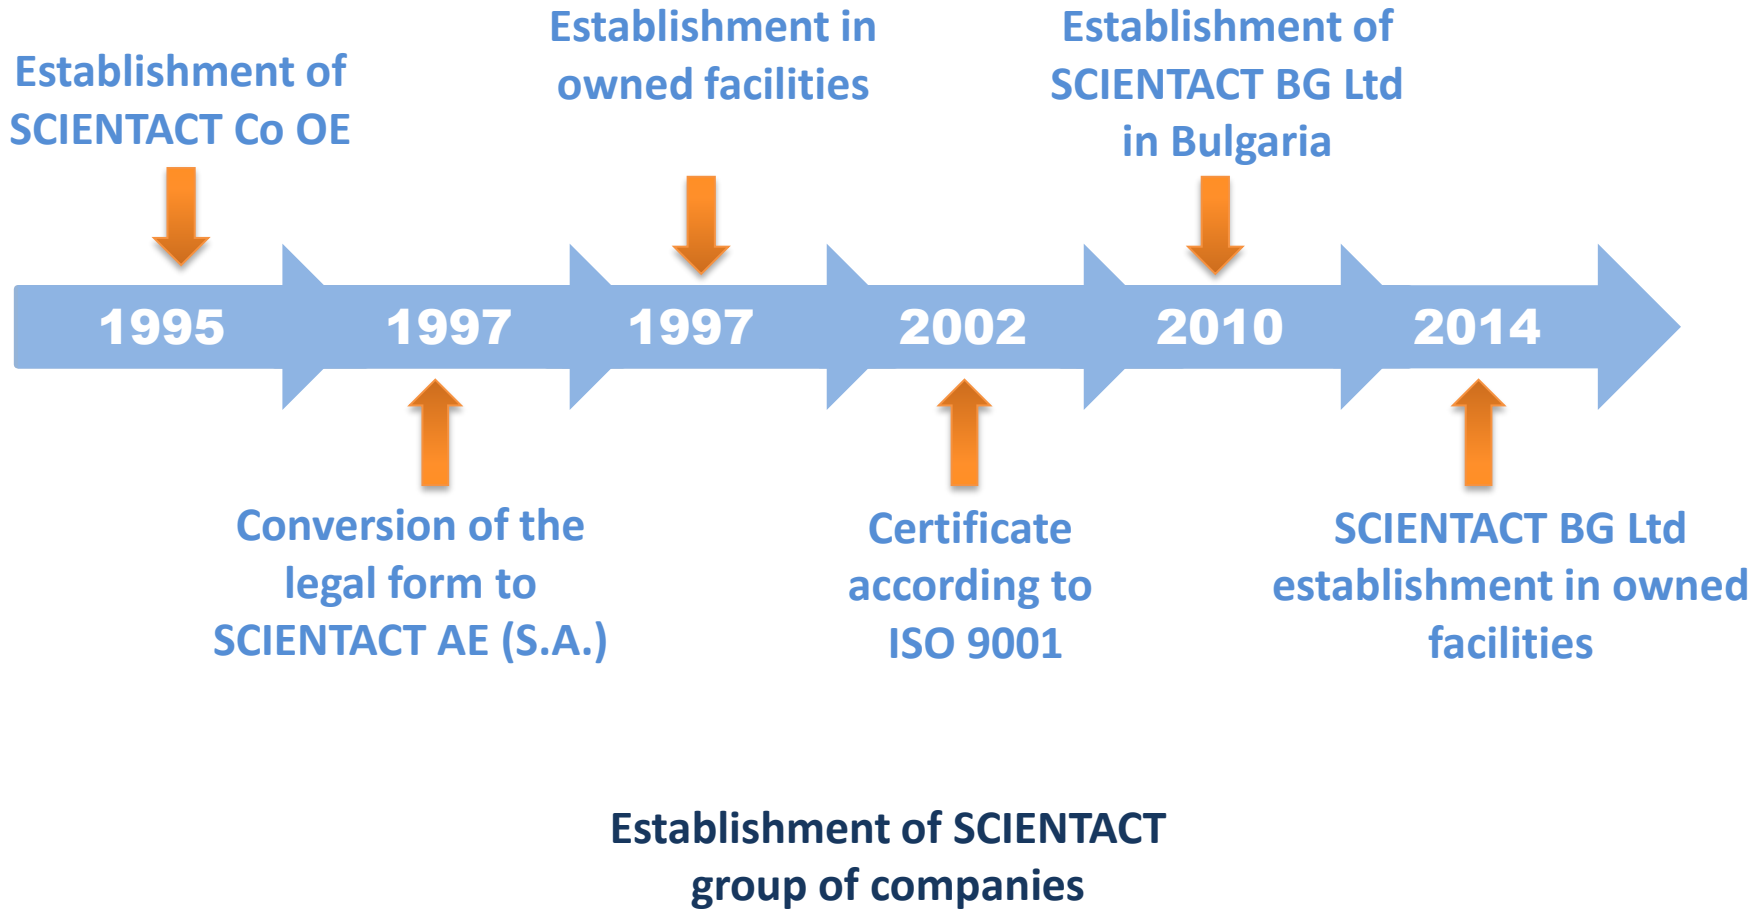 Establishment of
SCIENTACT Co OE
Establishment in
owned facilities
Establishment of
SCIENTACT BG Ltd
in Bulgaria
1995
1997
1997
2002
2010
2014
Conversion of the
legal form to
SCIENTACT AE (S.A.)
Certificate
according to
ISO 9001
SCIENTACT BG Ltd
establishment in owned
facilities
Establishment of SCIENTACT
group of companies